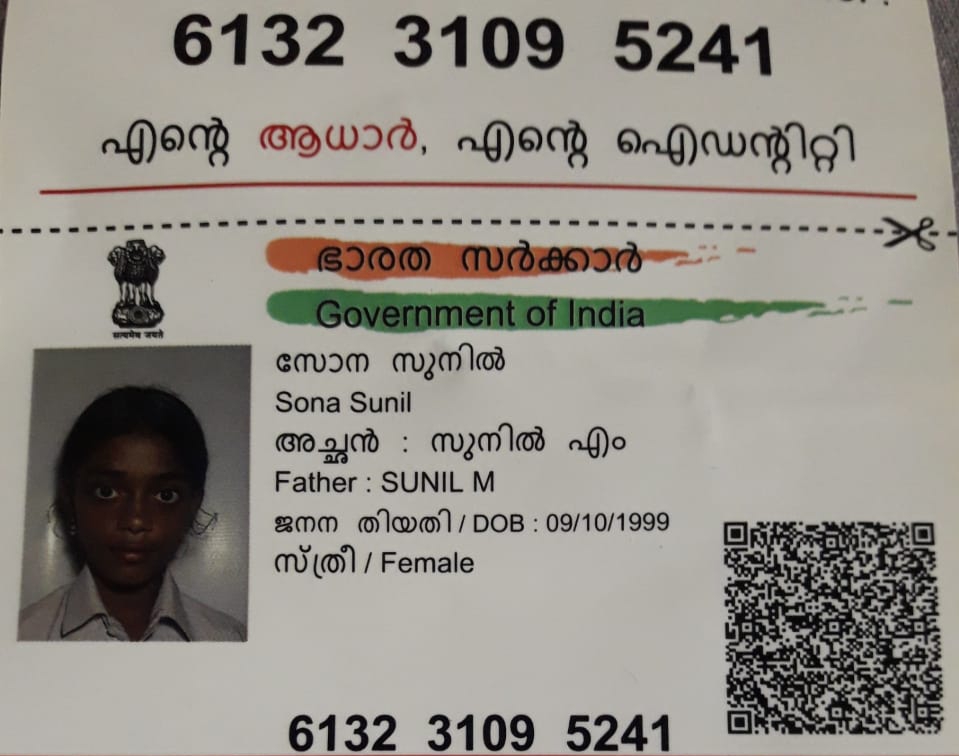 6132 3109 5241
എന്റെ ആധാർ, എന്റെ ഐഡന്റിറ്റി
ഭാരത സർക്കാർ
Government of India
सत्यमेव जयते
സോന സുനിൽ
Sona Sunil
അച്ഛൻ : സുനിൽ എം
Father : SUNIL M
ജനന തിയതി / DOB : 09/10/1999
സ്ത്രീ / Female
6132 3109 5241